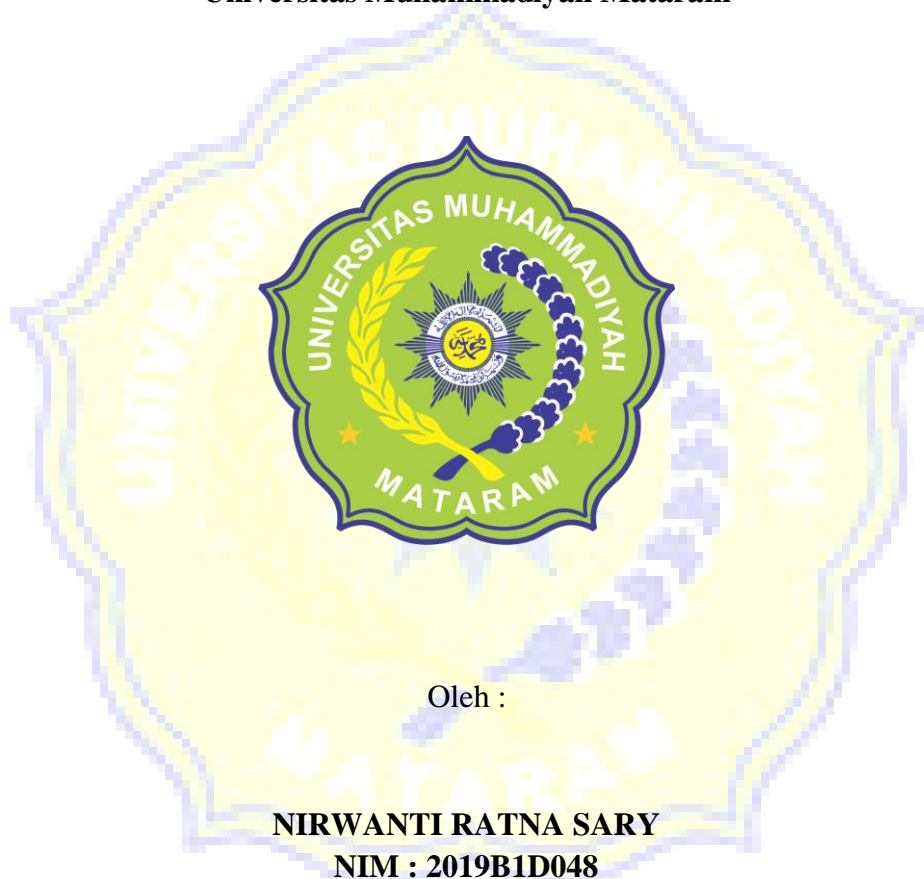 Universitas Muhammadiyah Mataram
UNIVERSITAS MUHAMMADIYAH
MATARAM
Oleh :
NIRWANTI RATNA SARY
NIM : 2019B1D048